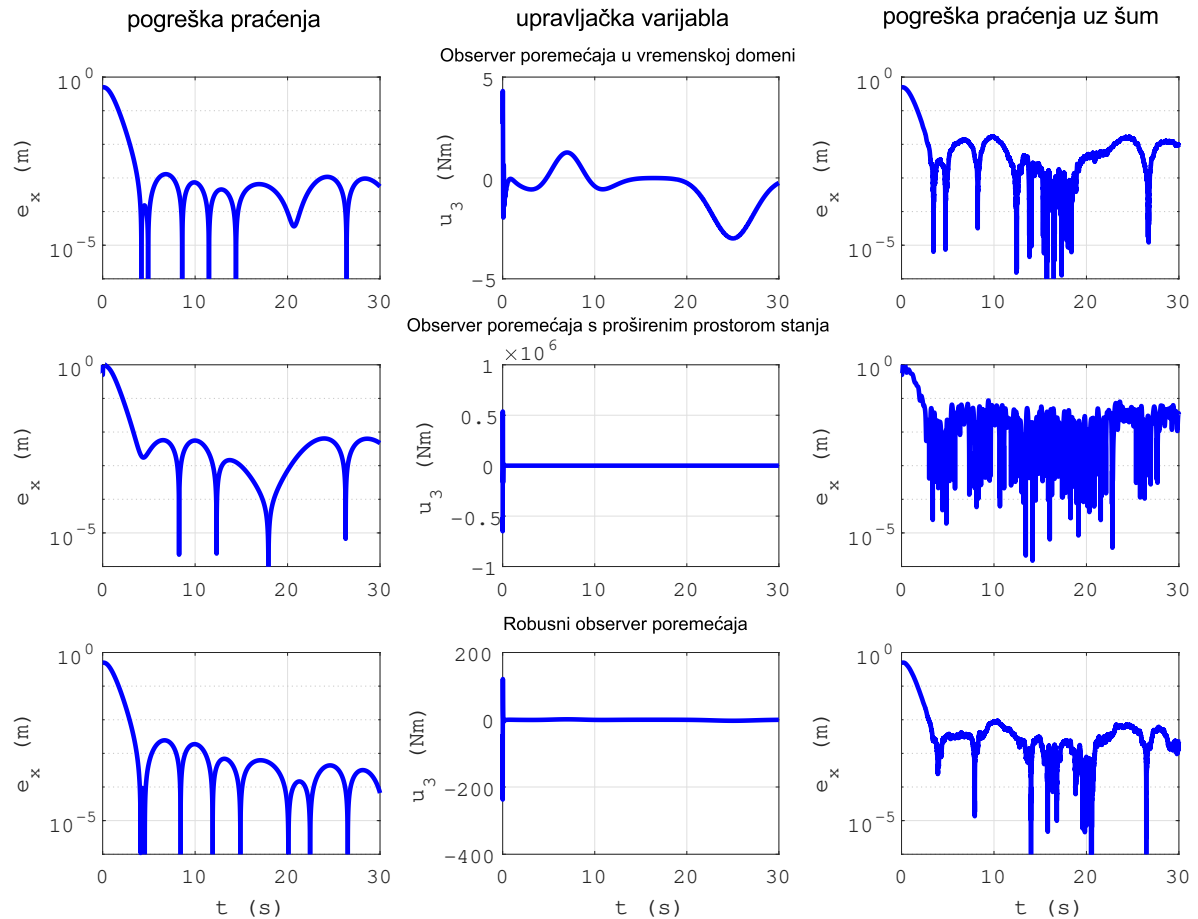 pogreška praćenja
upravljačka varijabla
pogreška praćenja uz šum
Observer poremećaja u vremenskoj domeni
10^0
10^-5
e_x (m)
0 10 20 30
5
0
−5
u_3 (Nm)
0 10 20 30
10^0
10^-5
e_x (m)
0 10 20 30
Observer poremećaja s proširenim prostorom stanja
10^0
10^-5
e_x (m)
0 10 20 30
×10^6
1
0.5
0
−0.5
−1
u_3 (Nm)
0 10 20 30
10^0
10^-5
e_x (m)
0 10 20 30
Robusni observer poremećaja
10^0
10^-5
e_x (m)
0 10 20 30
t (s)
200
0
−200
−400
u_3 (Nm)
0 10 20 30
t (s)
10^0
10^-5
e_x (m)
0 10 20 30
t (s)